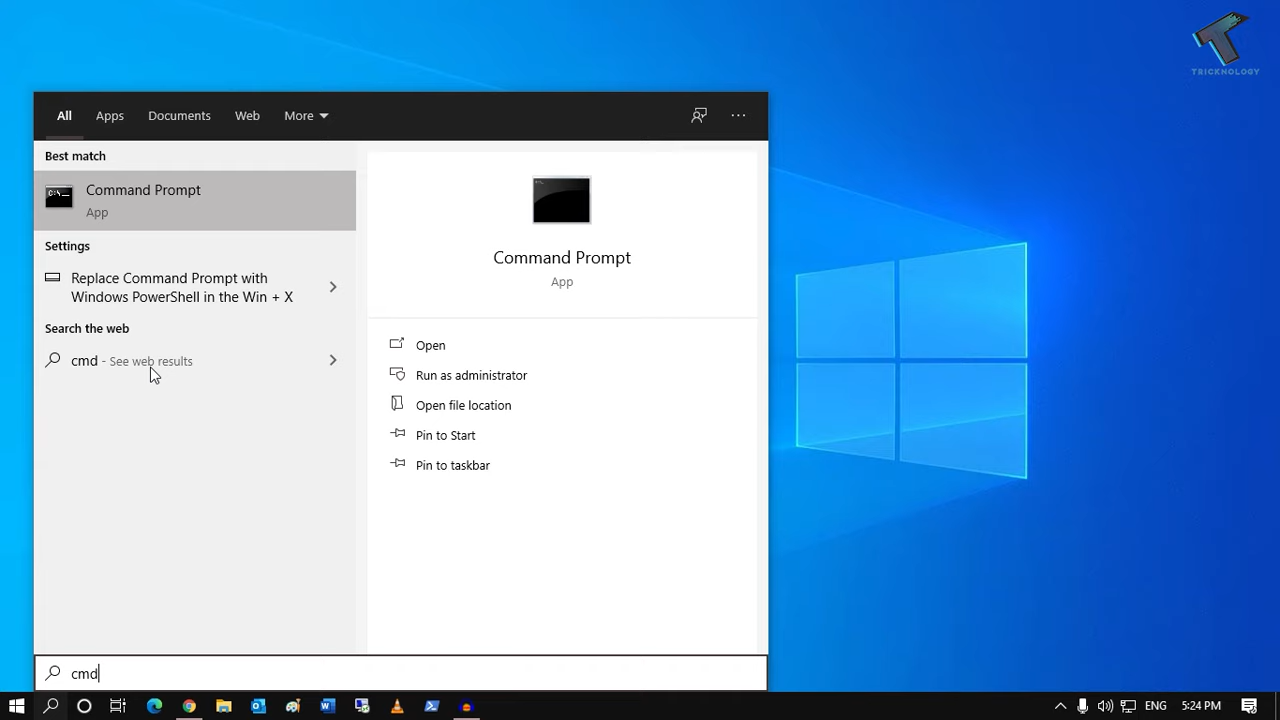 TRICKNOLOGY
All Apps Documents Web More
Best match
Command Prompt
App
Settings
Replace Command Prompt with
Windows PowerShell in the Win + X
Search the web
cmd - See web results
Command Prompt
App
Open
Run as administrator
Open file location
Pin to Start
Pin to taskbar
cmd
ENG 5:24 PM